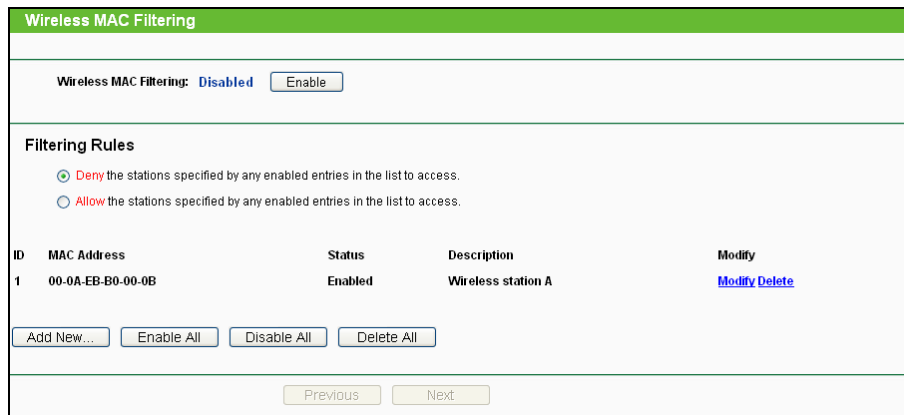 Wireless MAC Filtering
Wireless MAC Filtering: Disabled Enable
Filtering Rules
Deny the stations specified by any enabled entries in the list to access.
Allow the stations specified by any enabled entries in the list to access.
ID MAC Address Status Description Modify
1 00-0A-EB-B0-00-0B Enabled Wireless station A Modify Delete
Add New... Enable All Disable All Delete All
Previous Next